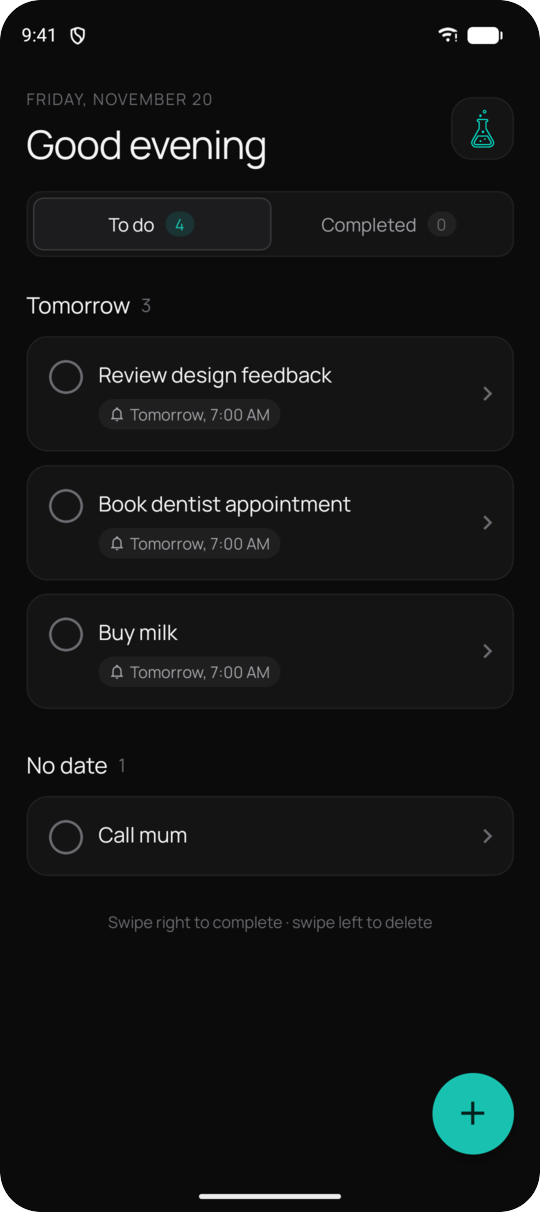 9:41
FRIDAY, NOVEMBER 20
Good evening
To do 4
Completed 0
Tomorrow 3
Review design feedback
Tomorrow, 7:00 AM
Book dentist appointment
Tomorrow, 7:00 AM
Buy milk
Tomorrow, 7:00 AM
No date 1
Call mum
Swipe right to complete · swipe left to delete